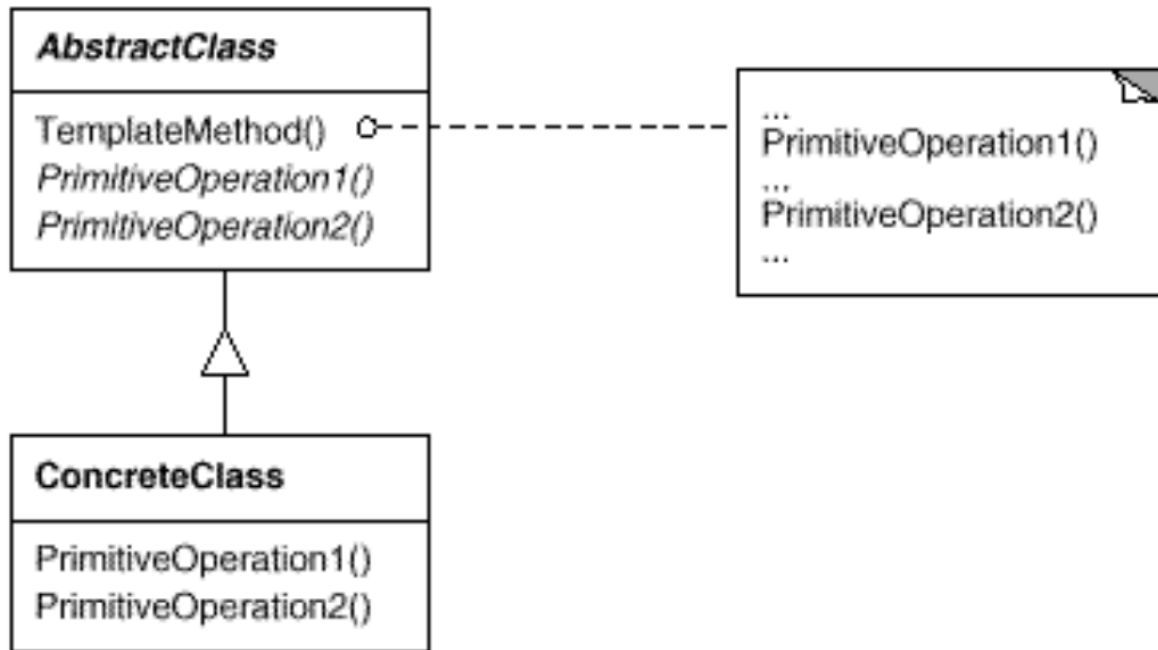 AbstractClass
TemplateMethod()
PrimitiveOperation1()
PrimitiveOperation2()
...
PrimitiveOperation1()
...
PrimitiveOperation2()
...
ConcreteClass
PrimitiveOperation1()
PrimitiveOperation2()